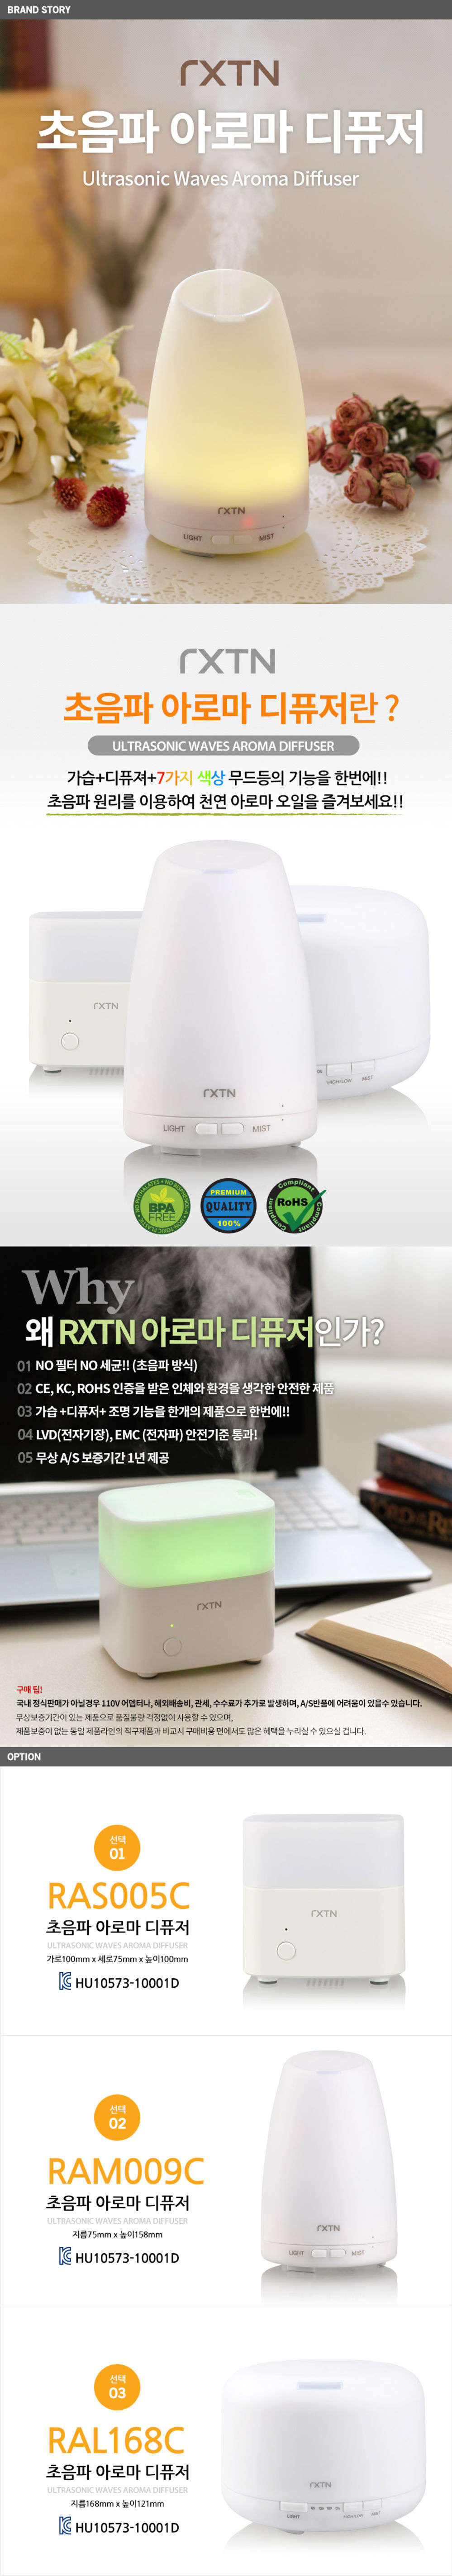 BRAND STORY
rXTN
초음파 아로마 디퓨저
Ultrasonic Waves Aroma Diffuser
rXTN
LIGHT MIST
rXTN
초음파 아로마 디퓨저란 ?
ULTRASONIC WAVES AROMA DIFFUSER
가습+디퓨져+7가지 색상 무드등의 기능을 한번에!!
초음파 원리를 이용하여 천연 아로마 오일을 즐겨보세요!!
rXTN
rXTN
LIGHT MIST
HIGH/LOW MIST
BPA FREE
PREMIUM
QUALITY
100%
Compliant
RoHS
Why
왜 RXTN 아로마 디퓨저인가?
01 NO 필터 NO 세균!! (초음파 방식)
02 CE, KC, ROHS 인증을 받은 인체와 환경을 생각한 안전한 제품
03 가습 +디퓨져+ 조명 기능을 한개의 제품으로 한번에!!
04 LVD(전자기장), EMC (전자파) 안전기준 통과!
05 무상 A/S 보증기간 1년 제공
rXTN
구매 팁!
국내 정식판매가 아닐경우 110V 어뎁터나, 해외배송비, 관세, 수수료가 추가로 발생하며, A/S반품에 어려움이 있을수 있습니다.
무상보증기간이 있는 제품으로 품질불량 걱정없이 사용할 수 있으며,
제품보증이 없는 동일 제품라인의 직구제품과 비교시 구매비용 면에서도 많은 혜택을 누리실 수 있으실 겁니다.
OPTION
선택
01
RAS005C
초음파 아로마 디퓨저
ULTRASONIC WAVES AROMA DIFFUSER
가로100mm x 세로75mm x 높이100mm
HU10573-10001D
rXTN
선택
02
RAM009C
초음파 아로마 디퓨저
ULTRASONIC WAVES AROMA DIFFUSER
지름75mm x 높이158mm
HU10573-10001D
rXTN
LIGHT MIST
선택
03
RAL168C
초음파 아로마 디퓨저
ULTRASONIC WAVES AROMA DIFFUSER
지름168mm x 높이121mm
HU10573-10001D
rXTN
LIGHT HIGH/LOW MIST